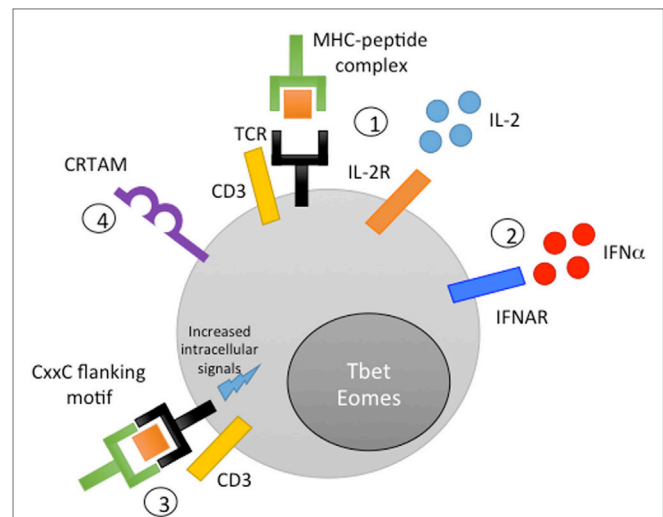 MHC-peptide
complex
1
IL-2
TCR
IL-2R
CD3
CRTAM
4
2
IFNα
IFNAR
Increased
intracellular
signals
Tbet
Eomes
CxxC flanking
motif
CD3
3